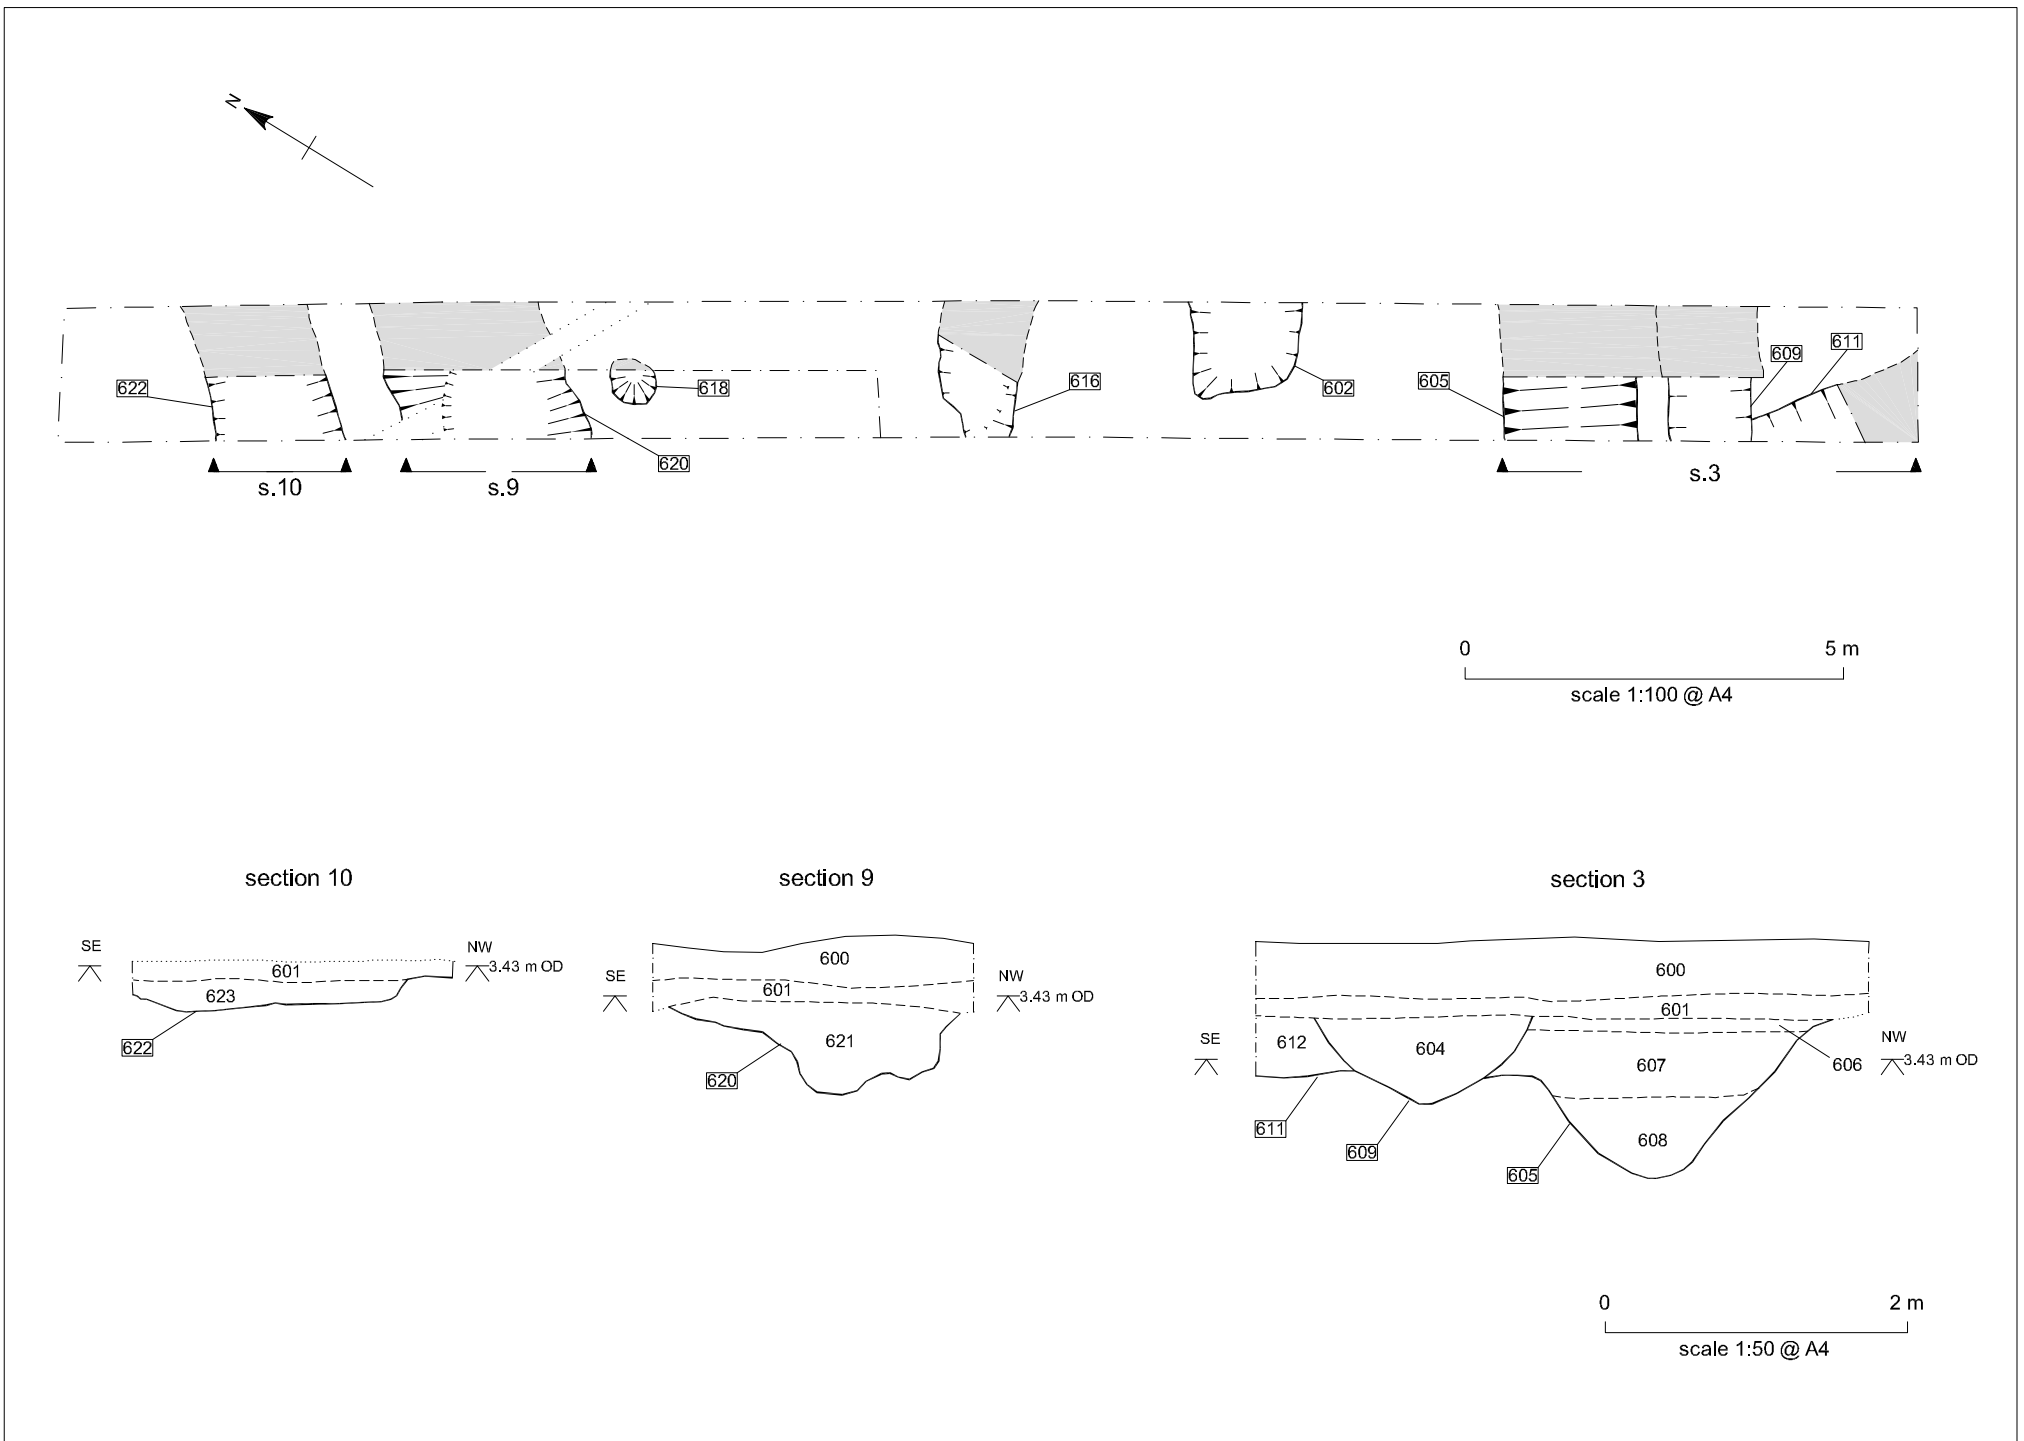 N
622
618
616
602
605
609
611
620
s.10
s.9
s.3
0 5 m
scale 1:100 @ A4
section 10
section 9
section 3
SE
NW
3.43 m OD
601
623
622
SE
NW
3.43 m OD
600
601
621
620
SE
NW
3.43 m OD
600
601
612
604
607
606
608
611
609
605
0 2 m
scale 1:50 @ A4